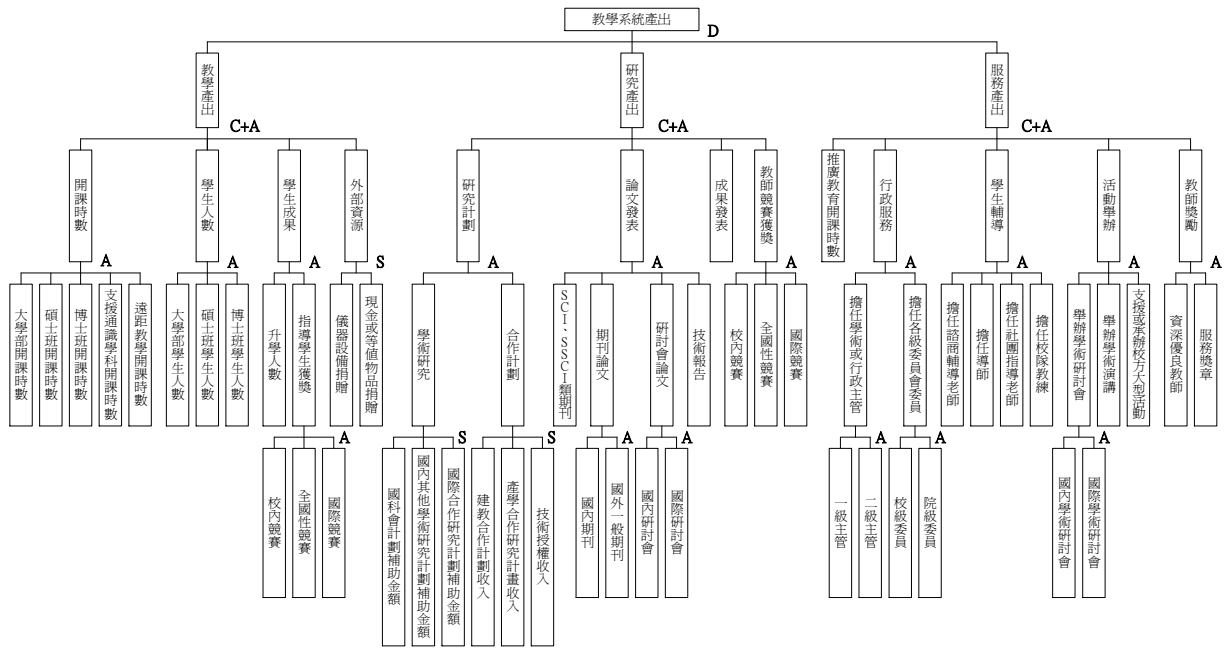 教學系統產出
D
教學產出
研究產出
服務產出
C+A
C+A
C+A
開課時數
學生人數
學生成果
外部資源
研究計劃
論文發表
成果發表
教師競賽獲獎
推廣教育開課時數
行政服務
學生輔導
活動舉辦
教師獎勵
A
A
A
S
A
A
A
A
A
A
A
大學部開課時數
碩士班開課時數
博士班開課時數
支援通識學科開課時數
遠距教學開課時數
大學部學生人數
碩士班學生人數
博士班學生人數
升學人數
指導學生獲獎
儀器設備捐贈
現金或等值物品捐贈
學術研究
合作計劃
SCI、SSCI類期刊
期刊論文
研討會論文
技術報告
校內競賽
全國性競賽
國際競賽
擔任學術或行政主管
擔任各級委員會委員
擔任諮商輔導老師
擔任導師
擔任社團指導老師
擔任校隊教練
舉辦學術研討會
舉辦學術演講
支援或承辦校方大型活動
資深優良教師
服務獎章
A
S
S
A
A
A
A
A
校內競賽
全國性競賽
國際競賽
國科會計劃補助金額
國內其他學術研究計劃補助金額
國際合作研究計劃補助金額
建教合作計劃收入
產學合作研究計畫收入
技術授權收入
國內期刊
國外一般期刊
國內研討會
國際研討會
一級主管
二級主管
校級委員
院級委員
國內學術研討會
國際學術研討會